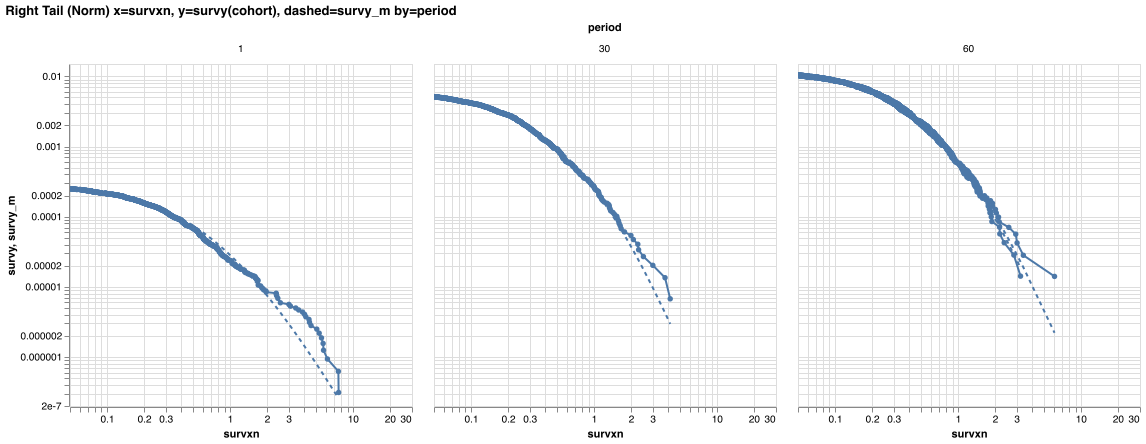 Right Tail (Norm) x=survxn, y=survy(cohort), dashed=survy_m by=period
period
1 30 60
survy, survy_m
0.01
0.002
0.001
0.0002
0.0001
0.00002
0.00001
0.000002
0.000001
2e-7
0.1 0.2 0.3 1 2 3 10 20 30 0.1 0.2 0.3 1 2 3 10 20 30 0.1 0.2 0.3 1 2 3 10 20 30
survxn survxn survxn